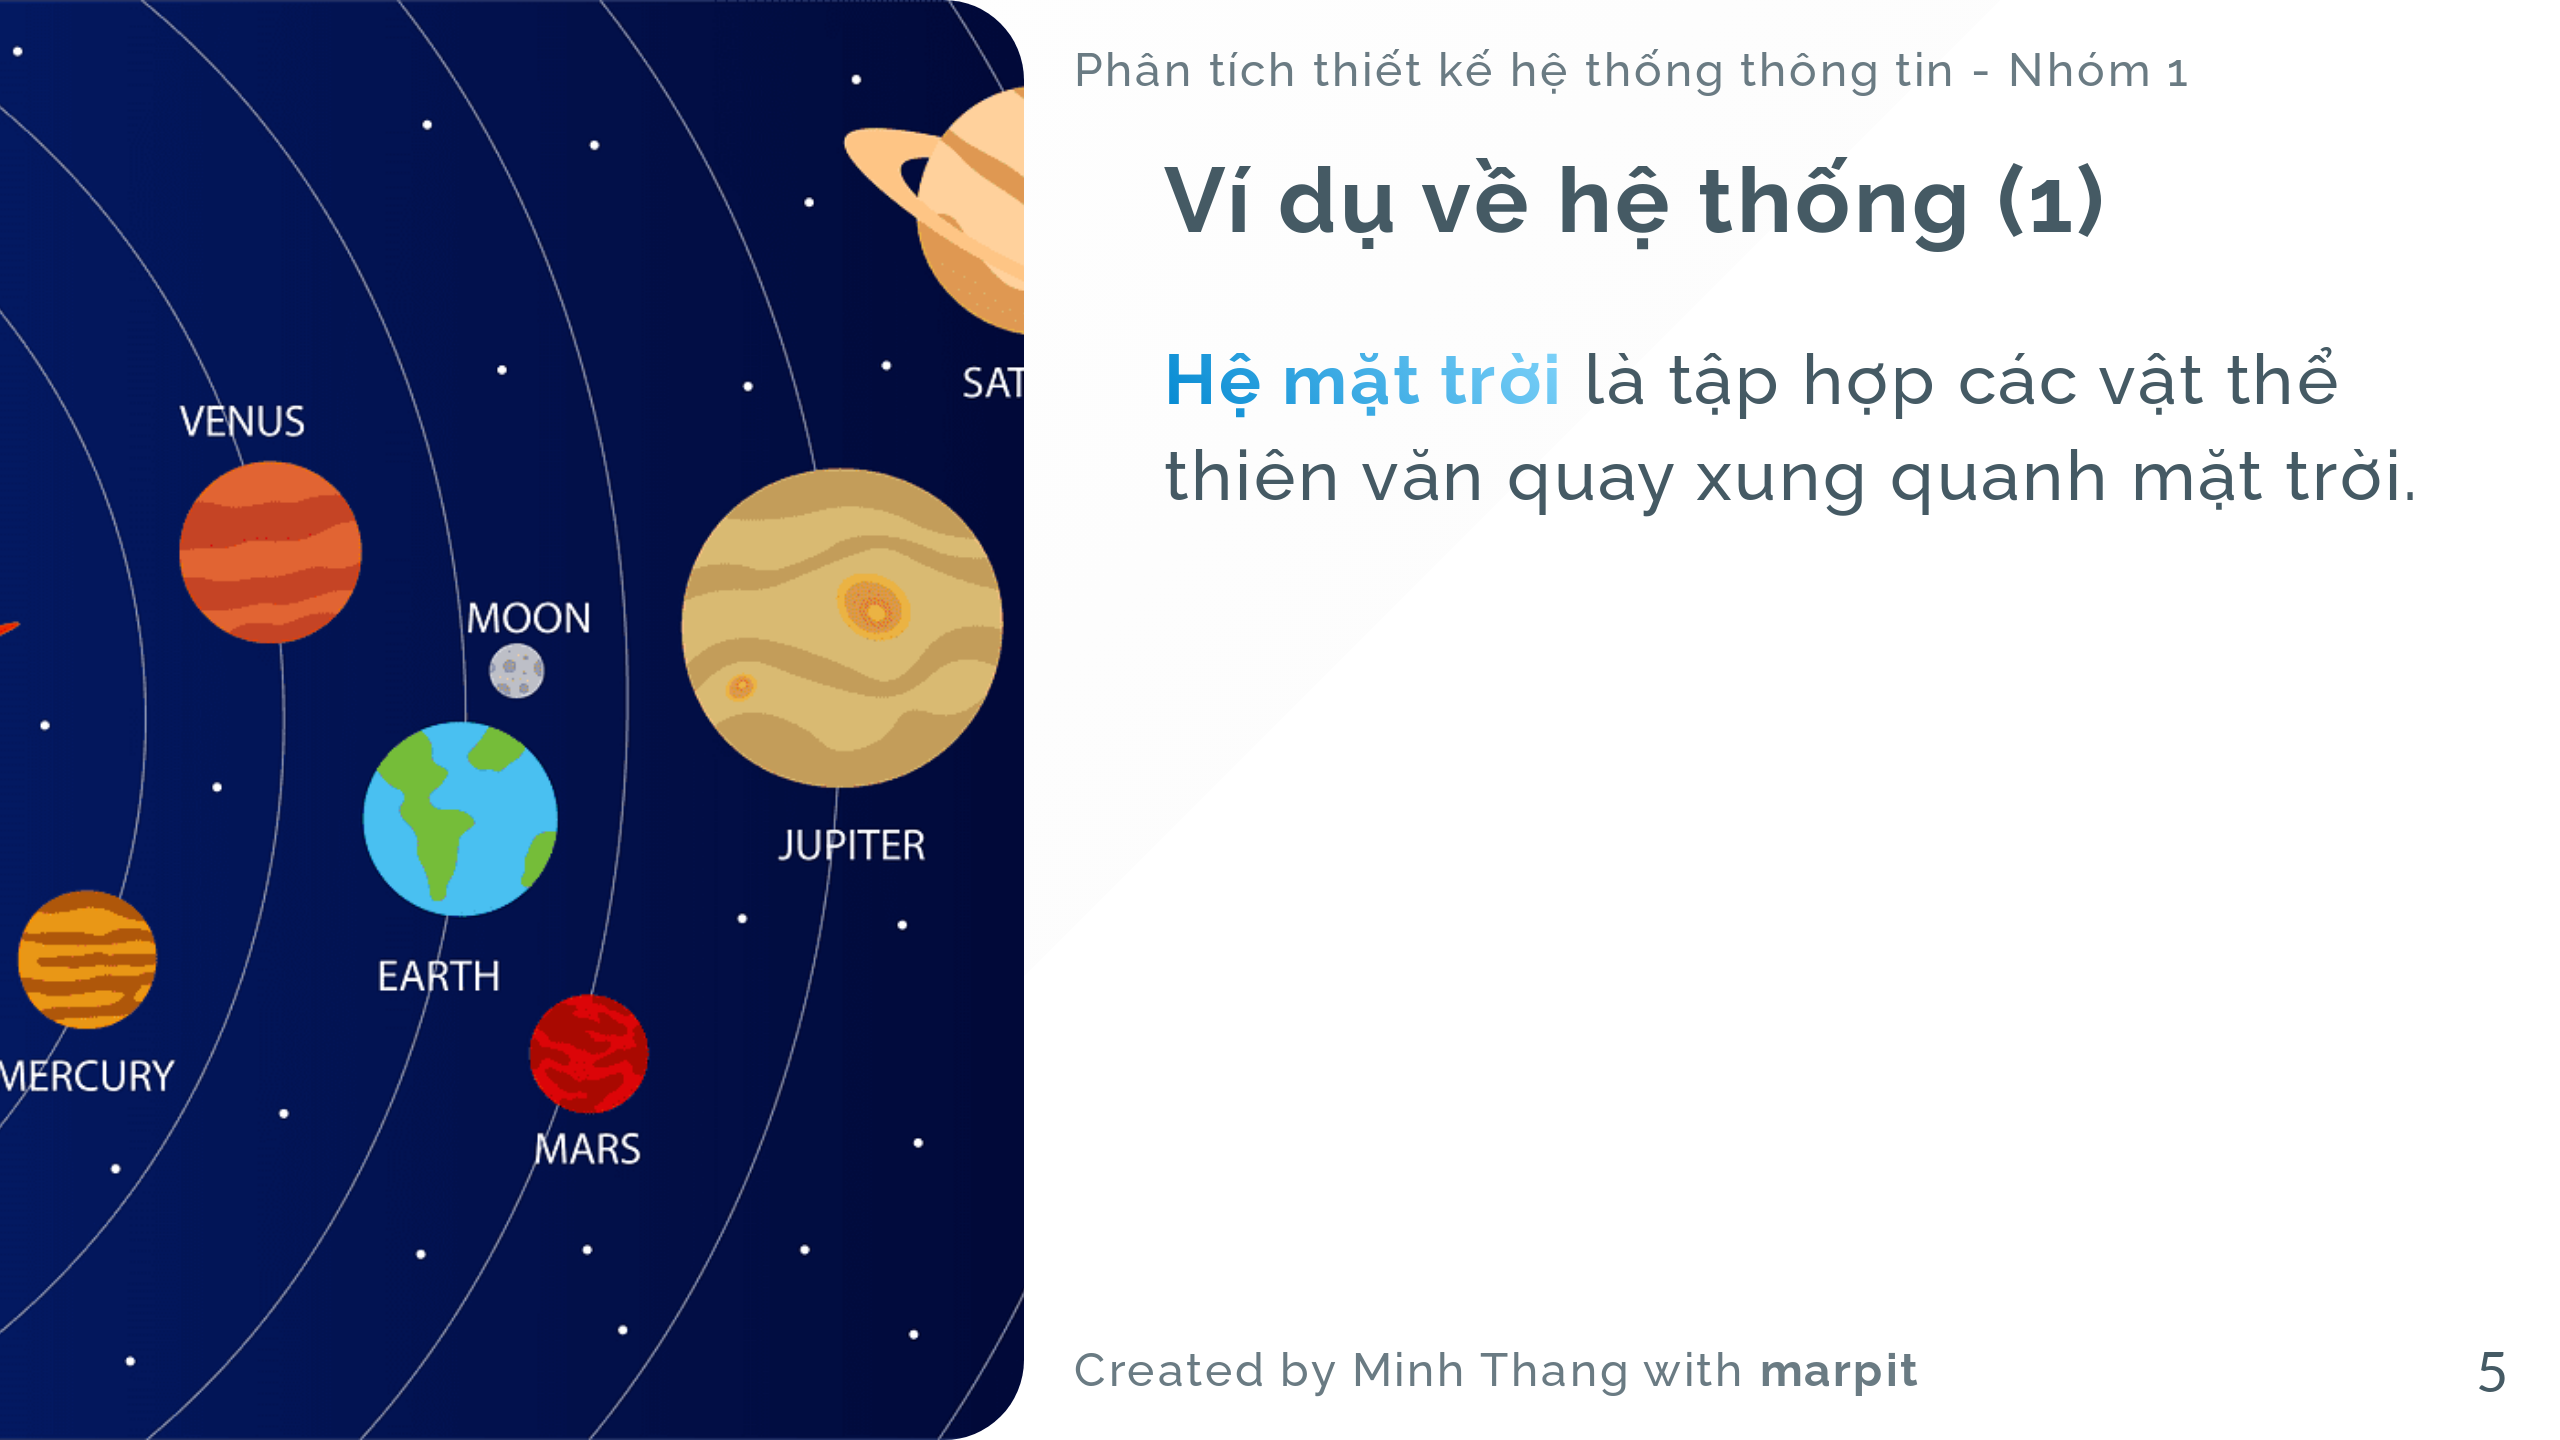 Phân tích thiết kế hệ thống thông tin - Nhóm 1
Ví dụ về hệ thống (1)
Hệ mặt trời là tập hợp các vật thể
thiên văn quay xung quanh mặt trời.
SAT
VENUS
MOON
JUPITER
EARTH
MERCURY
MARS
Created by Minh Thang with marpit
5